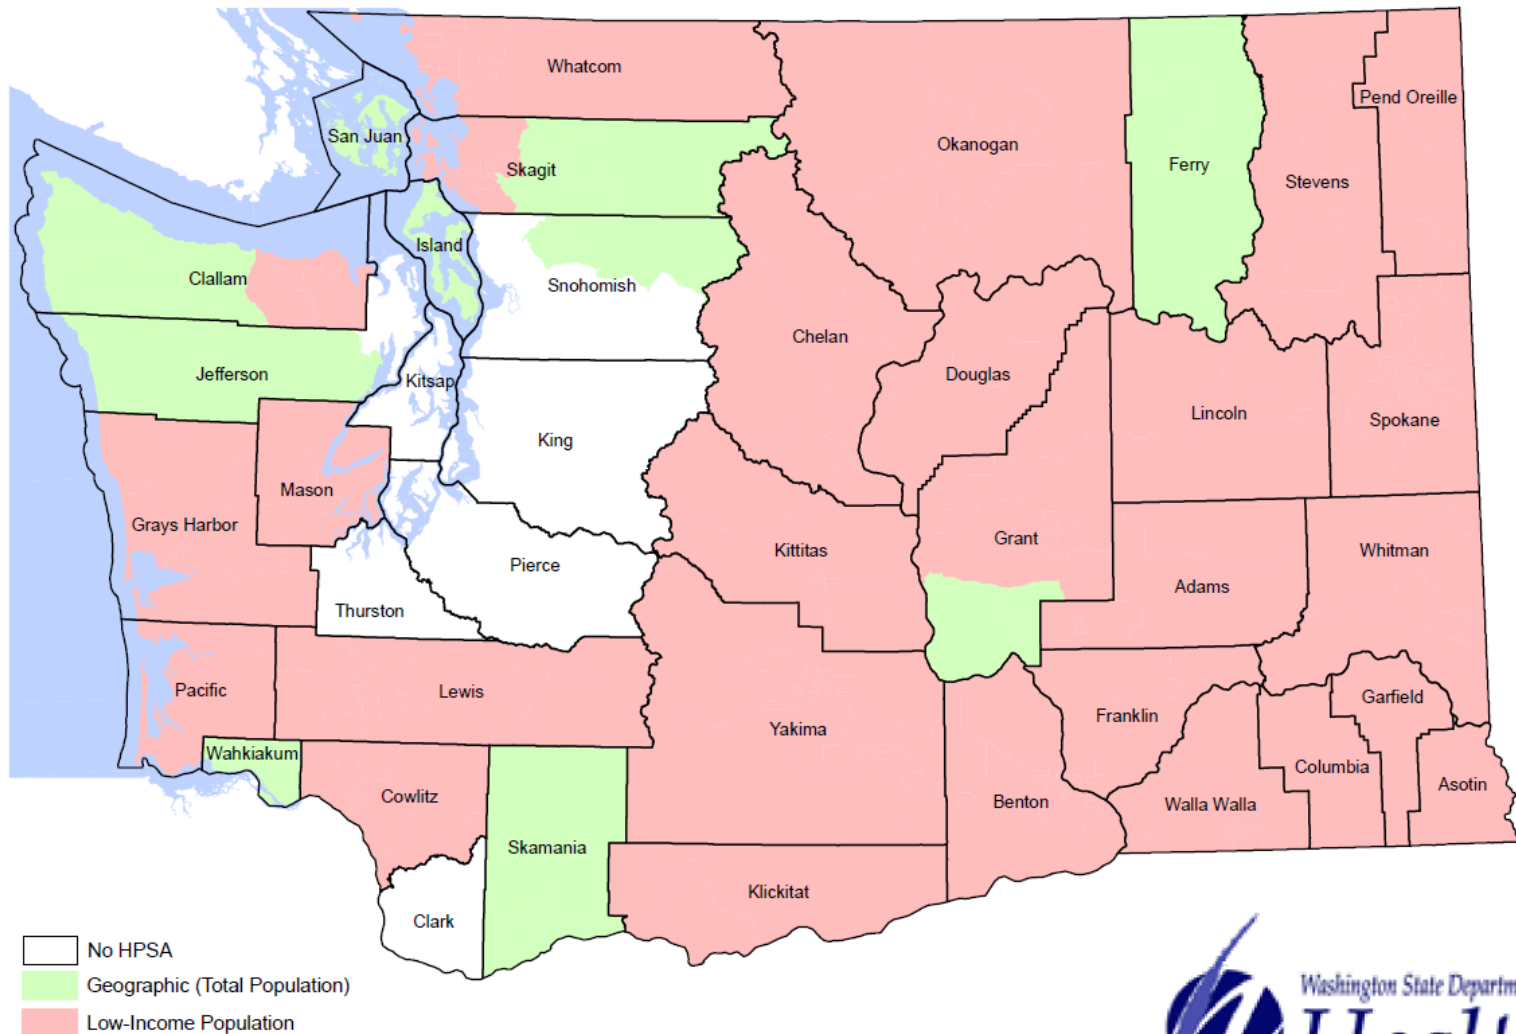 Whatcom
Pend Oreille
San Juan
Okanogan
Skagit
Ferry
Stevens
Island
Clallam
Snohomish
Chelan
Jefferson
Kitsap
Douglas
Lincoln
Spokane
King
Mason
Grays Harbor
Grant
Kittitas
Whitman
Pierce
Adams
Thurston
Pacific
Lewis
Garfield
Franklin
Yakima
Wahkiakum
Columbia
Asotin
Cowlitz
Benton
Walla Walla
Skamania
Klickitat
Clark
No HPSA
Geographic (Total Population)
Low-Income Population
Washington State